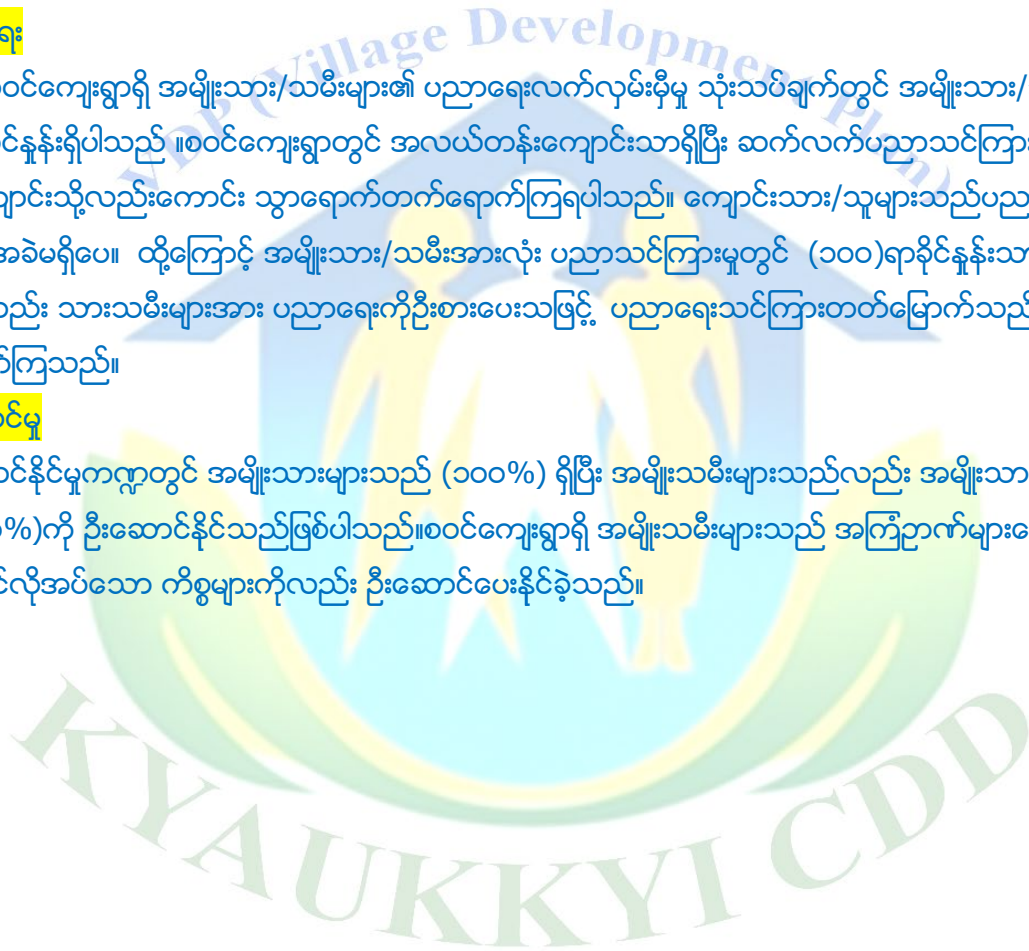 ရေး
စဝင်ကျေးရွာရှိ အမျိုးသား/သမီးများ၏ ပညာရေးလက်လှမ်းမှီမှု သုံးသပ်ချက်တွင် အမျိုးသား/
င်နှုန်းရှိပါသည် ။စဝင်ကျေးရွာတွင် အလယ်တန်းကျောင်းသာရှိပြီး ဆက်လက်ပညာသင်ကြား
ကျောင်းသို့လည်းကောင်း သွာရောက်တက်ရောက်ကြရပါသည်။ ကျောင်းသား/သူများသည်ပညာ
အခဲမရှိပေ။ ထို့ကြောင့် အမျိုးသား/သမီးအားလုံး ပညာသင်ကြားမှုတွင် (၁၀၀)ရာခိုင်နှုန်းသာ
သည်း သားသမီးများအား ပညာရေးကိုဦးစားပေးသဖြင့် ပညာရေးသင်ကြားတတ်မြောက်သည်
ကြသည်။
င်မှု
ဆောင်နိုင်မှုကဏ္ဍတွင် အမျိုးသားများသည် (၁၀၀%) ရှိပြီး အမျိုးသမီးများသည်လည်း အမျိုးသာ
%)ကို ဦးဆောင်နိုင်သည်ဖြစ်ပါသည်။စဝင်ကျေးရွာရှိ အမျိုးသမီးများသည် အကြံဉာဏ်များပေ
င်လိုအပ်သော ကိစ္စများကိုလည်း ဦးဆောင်ပေးနိုင်ခဲ့သည်။
VDP (Village Development Plan)
KYAUKKYI CDD